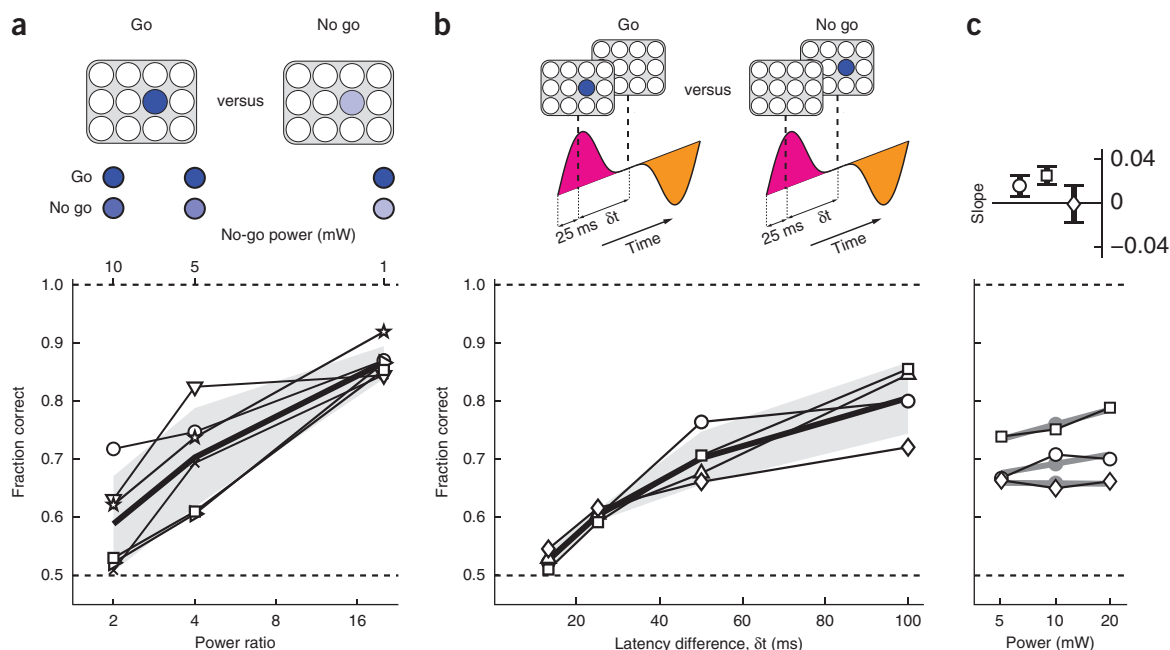 a
Go
No go
versus
Go
No go
No-go power (mW)
10
5
1
1.0
0.9
0.8
0.7
0.6
0.5
Fraction correct
2
4
8
16
Power ratio
b
Go
No go
versus
25 ms
δt
Time
25 ms
δt
Time
1.0
0.9
0.8
0.7
0.6
0.5
Fraction correct
20
40
60
80
100
Latency difference, δt (ms)
c
Slope
0.04
0
–0.04
5
10
20
Power (mW)